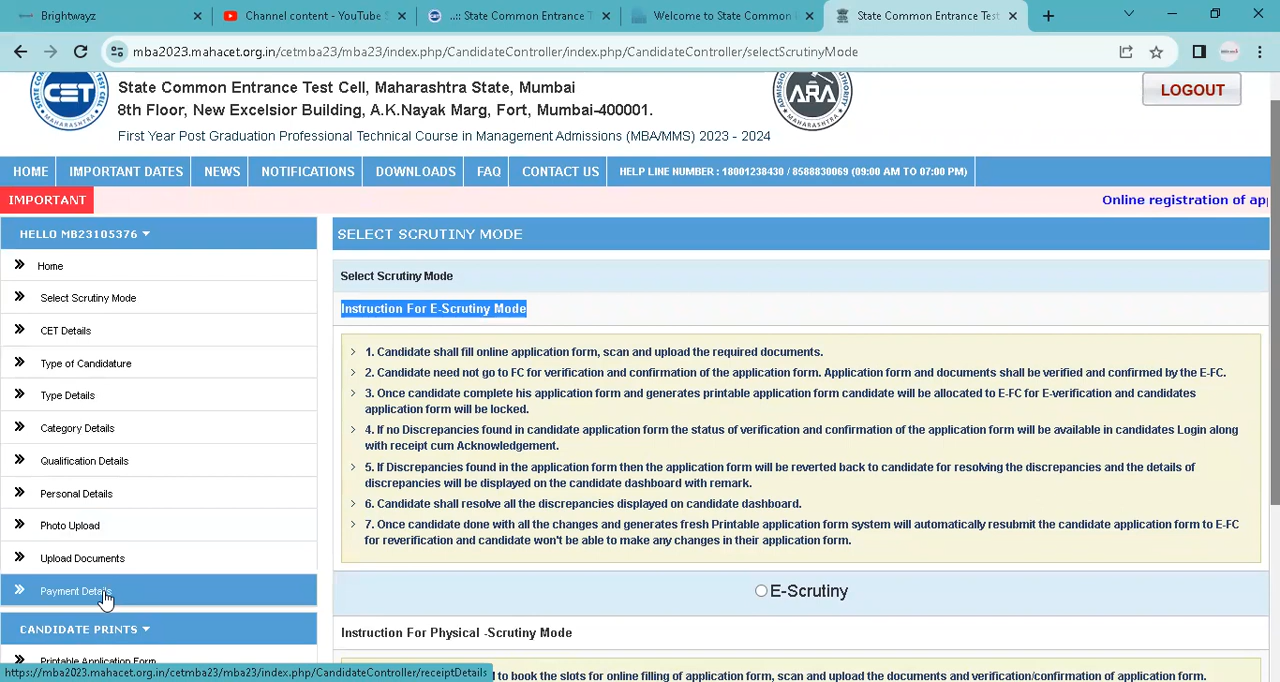 Brightwayz
Channel content - YouTube
..:: State Common Entrance T
Welcome to State Common
State Common Entrance Test
mba2023.mahacet.org.in/cetmba23/mba23/index.php/CandidateController/index.php/CandidateController/selectScrutinyMode
State Common Entrance Test Cell, Maharashtra State, Mumbai
8th Floor, New Excelsior Building, A.K.Nayak Marg, Fort, Mumbai-400001.
First Year Post Graduation Professional Technical Course in Management Admissions (MBA/MMS) 2023 - 2024
CET
ARA
LOGOUT
HOME
IMPORTANT DATES
NEWS
NOTIFICATIONS
DOWNLOADS
FAQ
CONTACT US
HELP LINE NUMBER : 18001238430 / 8588830069 (09:00 AM TO 07:00 PM)
IMPORTANT
Online registration of ap
HELLO MB23105376
Home
Select Scrutiny Mode
CET Details
Type of Candidature
Type Details
Category Details
Qualification Details
Personal Details
Photo Upload
Upload Documents
Payment Details
CANDIDATE PRINTS
Printable Application Form
https://mba2023.mahacet.org.in/cetmba23/mba23/index.php/CandidateController/receiptDetails
SELECT SCRUTINY MODE
Select Scrutiny Mode
Instruction For E-Scrutiny Mode
1. Candidate shall fill online application form, scan and upload the required documents.
2. Candidate need not go to FC for verification and confirmation of the application form. Application form and documents shall be verified and confirmed by the E-FC.
3. Once candidate complete his application form and generates printable application form candidate will be allocated to E-FC for E-verification and candidates
application form will be locked.
4. If no Discrepancies found in candidate application form the status of verification and confirmation of the application form will be available in candidates Login along
with receipt cum Acknowledgement.
5. If Discrepancies found in the application form then the application form will be reverted back to candidate for resolving the discrepancies and the details of
discrepancies will be displayed on the candidate dashboard with remark.
6. Candidate shall resolve all the discrepancies displayed on candidate dashboard.
7. Once candidate done with all the changes and generates fresh Printable application form system will automatically resubmit the candidate application form to E-FC
for reverification and candidate won't be able to make any changes in their application form.
E-Scrutiny
Instruction For Physical -Scrutiny Mode
to book the slots for online filling of application form, scan and upload the documents and verification/confirmation of application form.